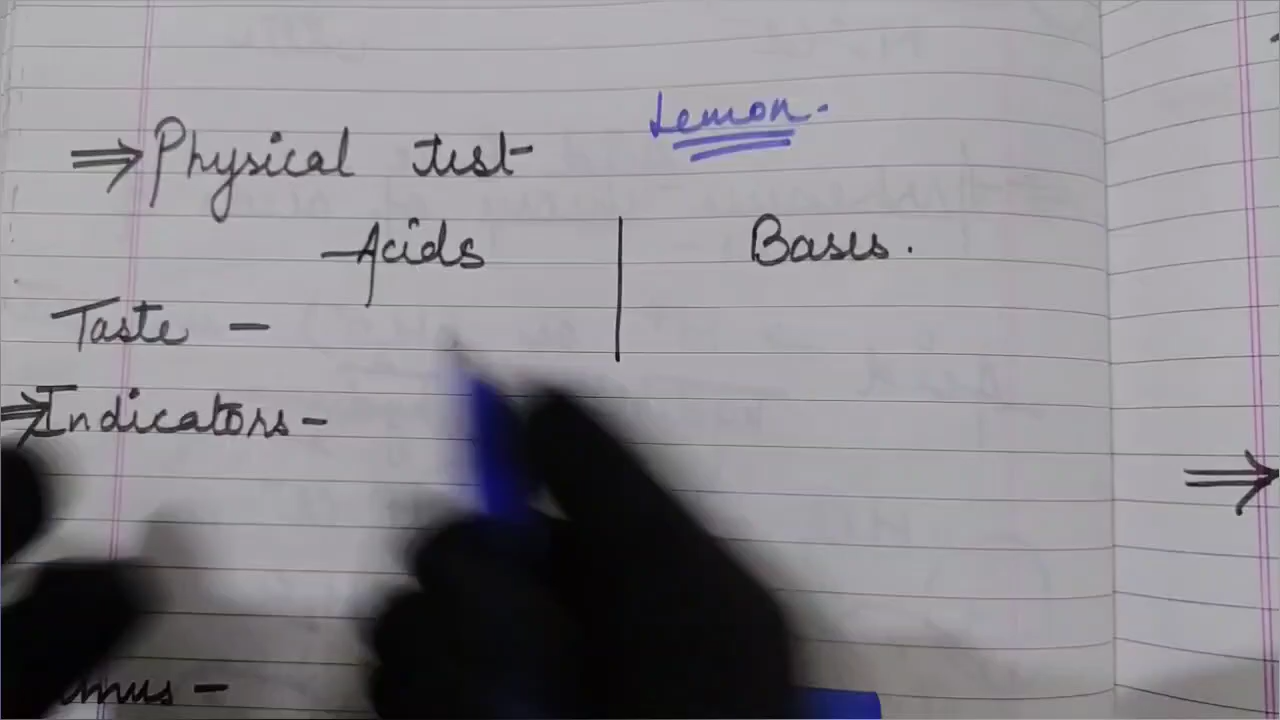 Lemon.
⇒ Physical test
Acids | Bases.
Taste –
⇒ Indicators –